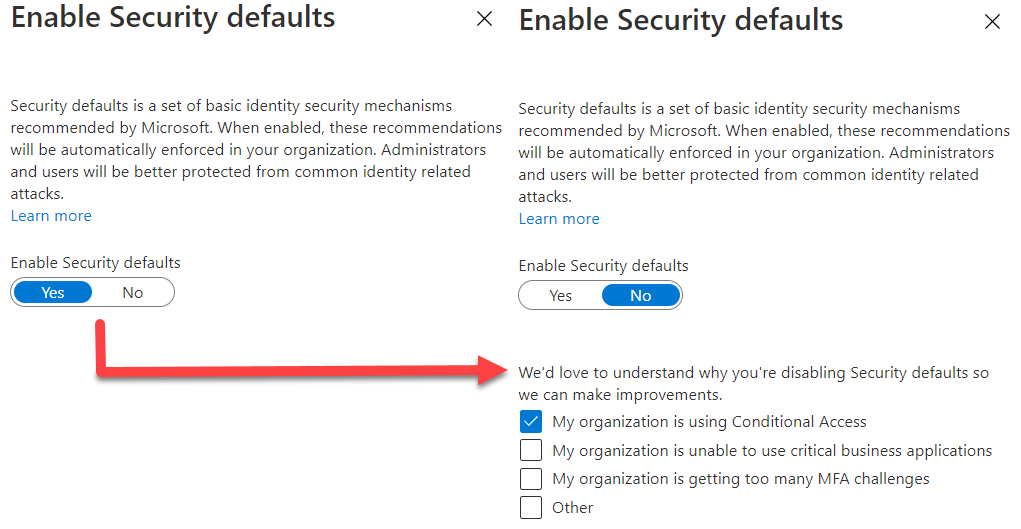 Enable Security defaults
Security defaults is a set of basic identity security mechanisms
recommended by Microsoft. When enabled, these recommendations
will be automatically enforced in your organization. Administrators
and users will be better protected from common identity related
attacks.
Learn more
Enable Security defaults
Yes
No
Enable Security defaults
Security defaults is a set of basic identity security mechanisms
recommended by Microsoft. When enabled, these recommendations
will be automatically enforced in your organization. Administrators
and users will be better protected from common identity related
attacks.
Learn more
Enable Security defaults
Yes
No
We'd love to understand why you're disabling Security defaults so
we can make improvements.
My organization is using Conditional Access
My organization is unable to use critical business applications
My organization is getting too many MFA challenges
Other